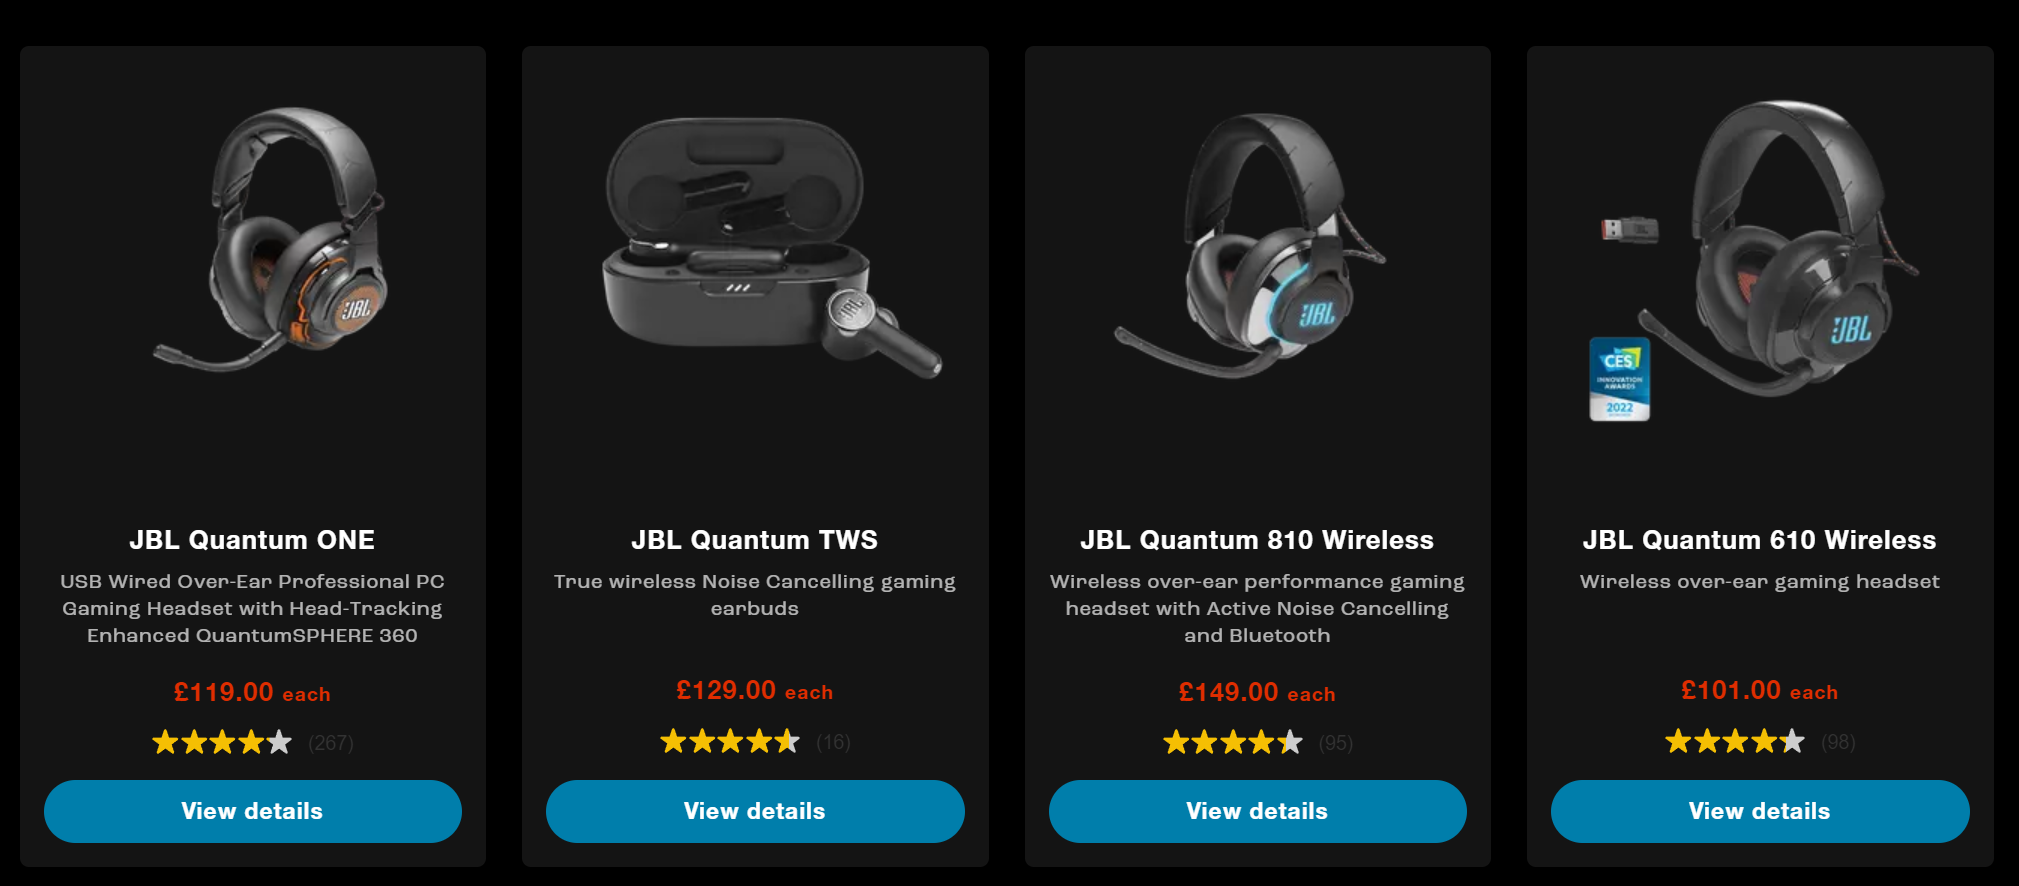 JBL
JBL
JBL
JBL
CES
INNOVATION
AWARDS
2022
JBL Quantum ONE
USB Wired Over-Ear Professional PC
Gaming Headset with Head-Tracking
Enhanced QuantumSPHERE 360
£119.00 each
(267)
View details
JBL Quantum TWS
True wireless Noise Cancelling gaming
earbuds
£129.00 each
(16)
View details
JBL Quantum 810 Wireless
Wireless over-ear performance gaming
headset with Active Noise Cancelling
and Bluetooth
£149.00 each
(95)
View details
JBL Quantum 610 Wireless
Wireless over-ear gaming headset
£101.00 each
(98)
View details